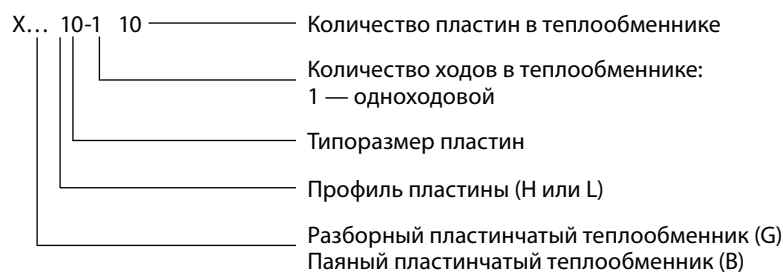 X... 10-1 10
Количество пластин в теплообменнике
Количество ходов в теплообменнике:
1 — одноходовой
Типоразмер пластин
Профиль пластины (H или L)
Разборный пластинчатый теплообменник (G)
Паяный пластинчатый теплообменник (B)